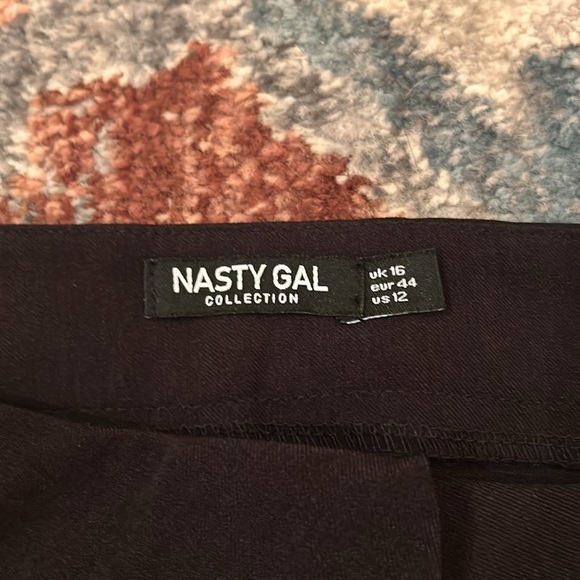 NASTY GAL
COLLECTION
uk 16
eur 44
us 12